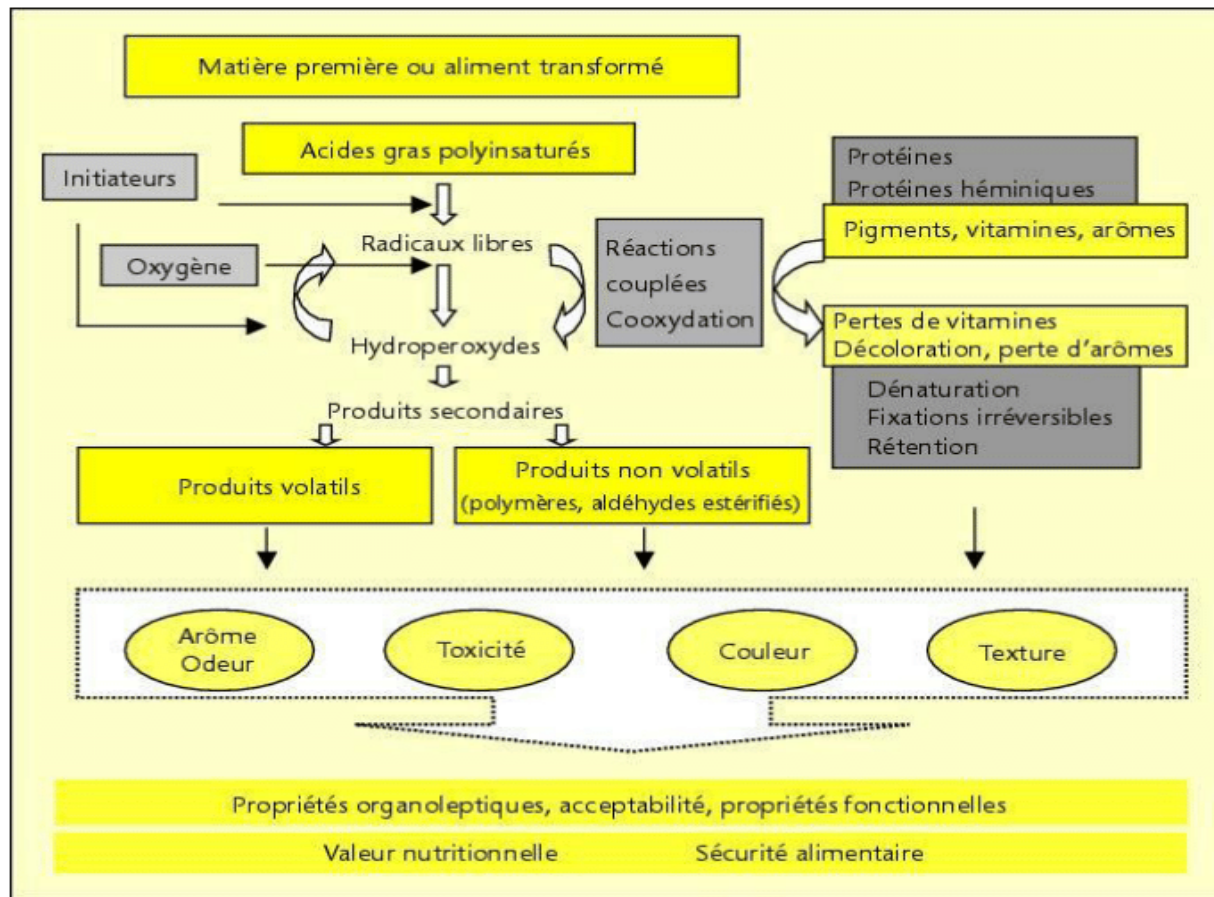 Matière première ou aliment transformé
Acides gras polyinsaturés
Initiateurs
Radicaux libres
Oxygène
Hydroperoxydes
Réactions
couplées
Cooxydation
Protéines
Protéines héminiques
Pigments, vitamines, arômes
Pertes de vitamines
Décoloration, perte d'arômes
Dénaturation
Fixations irréversibles
Rétention
Produits secondaires
Produits volatils
Produits non volatils
(polymères, aldéhydes estérifiés)
Arôme
Odeur
Toxicité
Couleur
Texture
Propriétés organoleptiques, acceptabilité, propriétés fonctionnelles
Valeur nutritionnelle Sécurité alimentaire